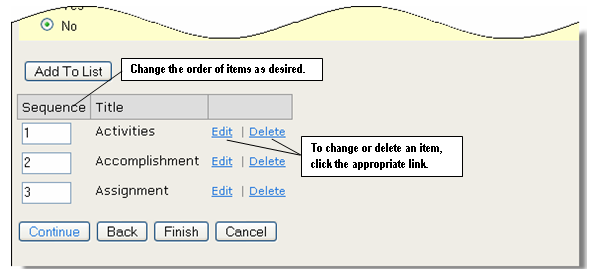 Yes
No
Add To List
Change the order of items as desired.
Sequence Title
1 Activities Edit | Delete
To change or delete an item,
click the appropriate link.
2 Accomplishment Edit | Delete
3 Assignment Edit | Delete
Continue Back Finish Cancel